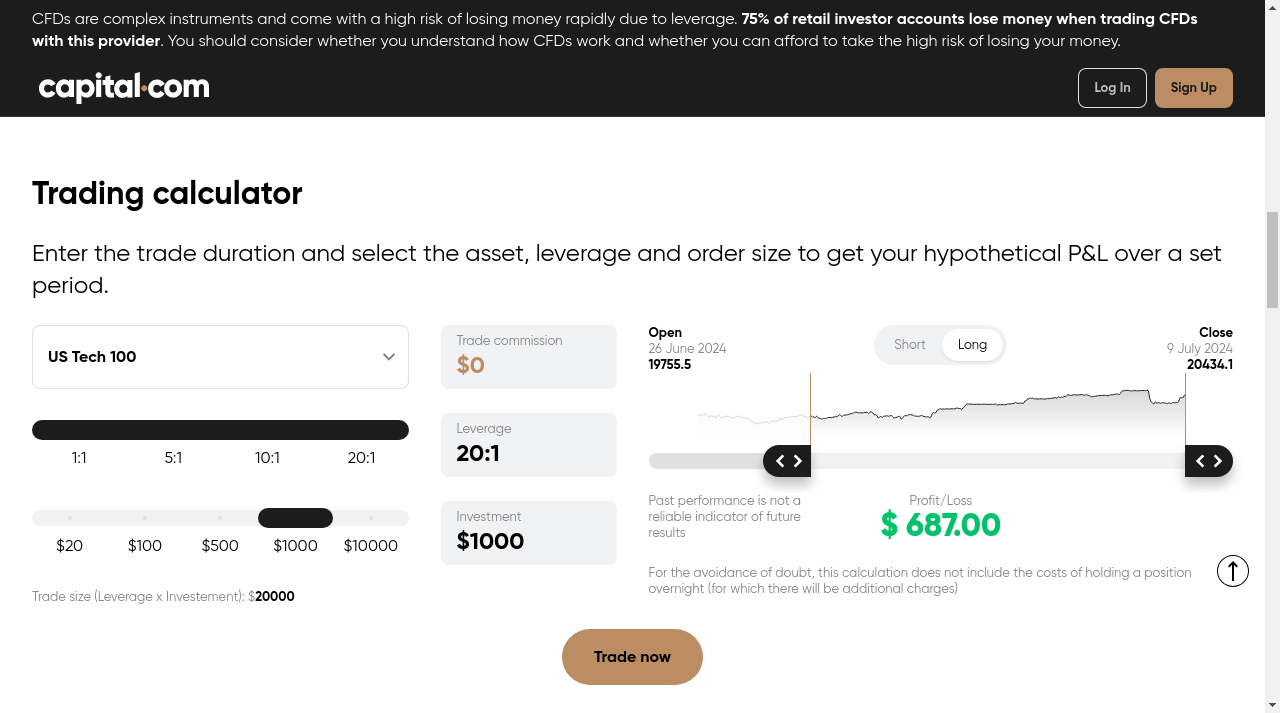 CFDs are complex instruments and come with a high risk of losing money rapidly due to leverage. 75% of retail investor accounts lose money when trading CFDs
with this provider. You should consider whether you understand how CFDs work and whether you can afford to take the high risk of losing your money.
capital.com
Log In
Sign Up
Trading calculator
Enter the trade duration and select the asset, leverage and order size to get your hypothetical P&L over a set
period.
US Tech 100
1:1
5:1
10:1
20:1
$20
$100
$500
$1000
$10000
Trade size (Leverage x Investement): $20000
Trade commission
$0
Leverage
20:1
Investment
$1000
Open
26 June 2024
19755.5
Short
Long
Close
9 July 2024
20434.1
Past performance is not a
reliable indicator of future
results
Profit/Loss
$ 687.00
For the avoidance of doubt, this calculation does not include the costs of holding a position
overnight (for which there will be additional charges)
Trade now